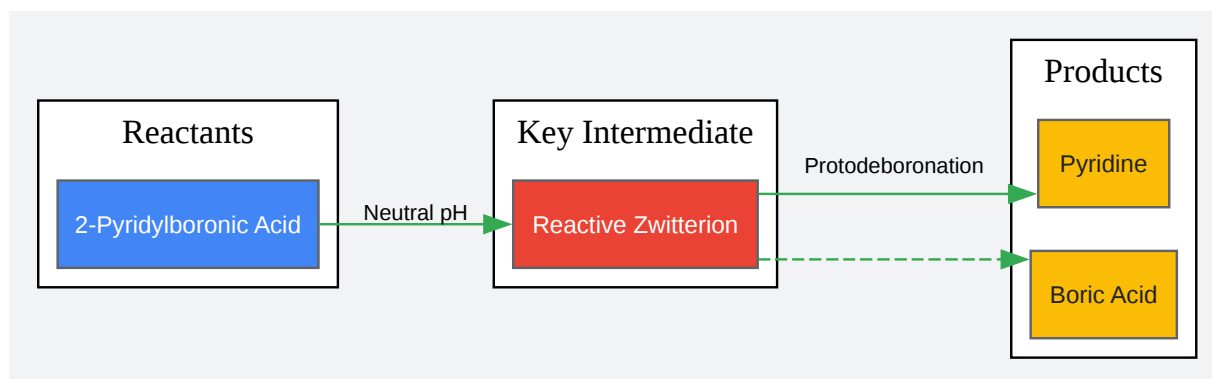 Reactants
2-Pyridylboronic Acid
Neutral pH
Key Intermediate
Reactive Zwitterion
Protodeboronation
Products
Pyridine
Boric Acid